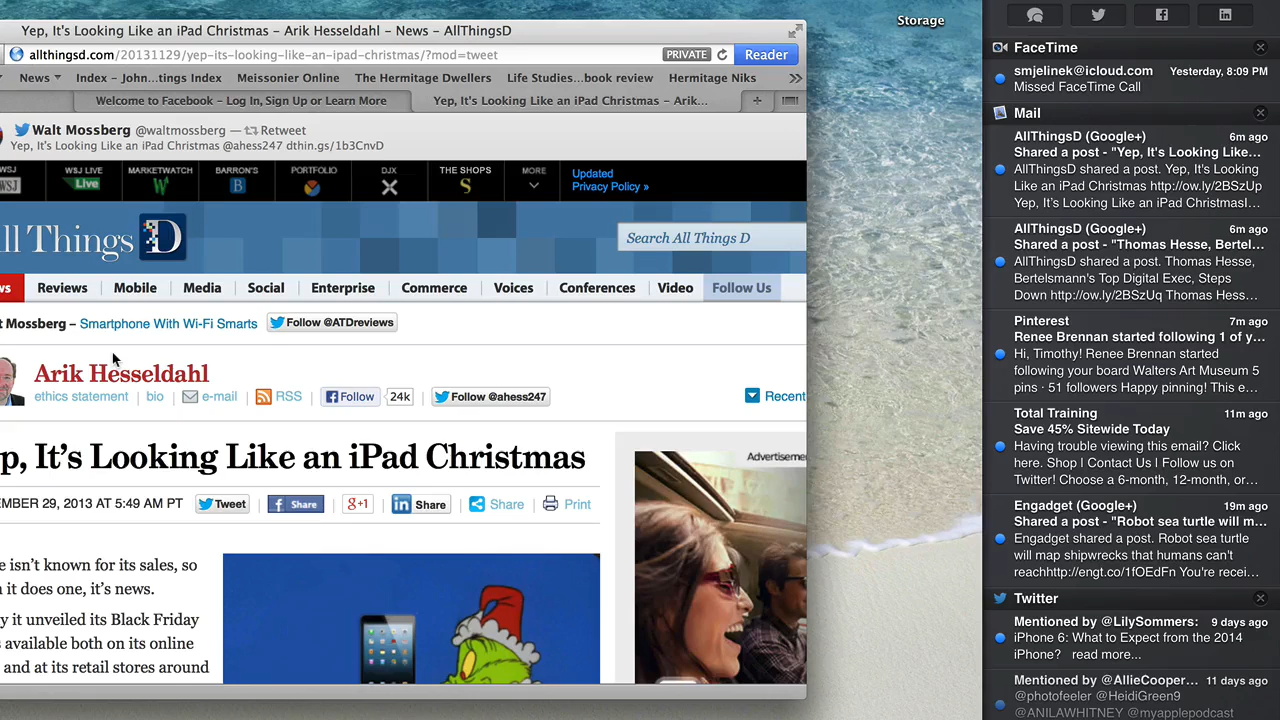 Yep, It's Looking Like an iPad Christmas - Arik Hesseldahl - News - AllThingsD
allthingsd.com/20131129/yep-its-looking-like-an-ipad-christmas/?mod=tweet
PRIVATE
Reader
News
Index - John...tings Index
Meissonier Online
The Hermitage Dwellers
Life Studies...book review
Hermitage Niks
Welcome to Facebook - Log In, Sign Up or Learn More
Yep, It's Looking Like an iPad Christmas - Arik...
Walt Mossberg @waltmossberg — Retweet
Yep, It's Looking Like an iPad Christmas @ahess247 dthin.gs/1b3CnvD
WSJ
WSJ LIVE
Live
MARKETWATCH
W
BARRON'S
B
PORTFOLIO
DJX
THE SHOPS
S
MORE
Updated
Privacy Policy »
ll Things D
Search All Things D
ws
Reviews
Mobile
Media
Social
Enterprise
Commerce
Voices
Conferences
Video
Follow Us
t Mossberg – Smartphone With Wi-Fi Smarts
Follow @ATDreviews
Arik Hesseldahl
ethics statement | bio
e-mail
RSS
Follow
24k
Follow @ahess247
Recent
p, It's Looking Like an iPad Christmas
EMBER 29, 2013 AT 5:49 AM PT
Tweet
Share
g+1
in Share
Share
Print
Advertiseme
e isn't known for its sales, so
n it does one, it's news.
y it unveiled its Black Friday
s available both on its online
and at its retail stores around
Storage
FaceTime
smjelinek@icloud.com Yesterday, 8:09 PM
Missed FaceTime Call
Mail
AllThingsD (Google+) 6m ago
Shared a post - "Yep, It's Looking Like...
AllThingsD shared a post. Yep, It's Looking
Like an iPad Christmas http://ow.ly/2BSzUp
Yep, It's Looking Like an iPad ChristmasI...
AllThingsD (Google+) 6m ago
Shared a post - "Thomas Hesse, Bertel...
AllThingsD shared a post. Thomas Hesse,
Bertelsmann's Top Digital Exec, Steps
Down http://ow.ly/2BSzUq Thomas Hess...
Pinterest 7m ago
Renee Brennan started following 1 of y...
Hi, Timothy! Renee Brennan started
following your board Walters Art Museum 5
pins · 51 followers Happy pinning! This e...
Total Training 11m ago
Save 45% Sitewide Today
Having trouble viewing this email? Click
here. Shop | Contact Us | Follow us on
Twitter! Choose a 6-month, 12-month, or...
Engadget (Google+) 19m ago
Shared a post - "Robot sea turtle will m...
Engadget shared a post. Robot sea turtle
will map shipwrecks that humans can't
reachhttp://engt.co/1fOEdFn You're recei...
Twitter
Mentioned by @LilySommers: 9 days ago
iPhone 6: What to Expect from the 2014
iPhone? read more...
Mentioned by @AllieCooper... 11 days ago
@photofeeler @HeidiGreen9
@ANILAWHITNEY @myapplepodcast